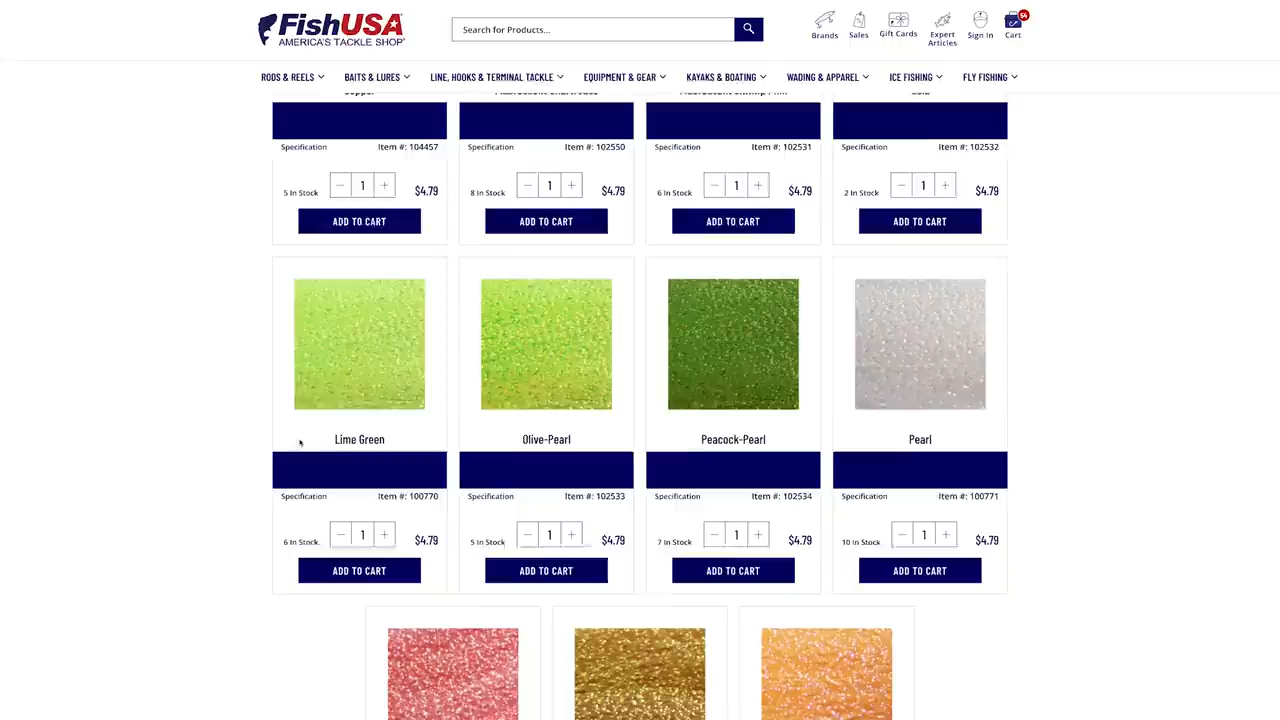 FishUSA
AMERICA'S TACKLE SHOP
Search for Products...
Brands
Sales
Gift Cards
Expert Articles
Sign In
54
Cart
RODS & REELS
BAITS & LURES
LINE, HOOKS & TERMINAL TACKLE
EQUIPMENT & GEAR
KAYAKS & BOATING
WADING & APPAREL
ICE FISHING
FLY FISHING
Specification Item #: 104457
Specification Item #: 102550
Specification Item #: 102531
Specification Item #: 102532
5 In Stock 1 $4.79
8 In Stock 1 $4.79
6 In Stock 1 $4.79
2 In Stock 1 $4.79
ADD TO CART
ADD TO CART
ADD TO CART
ADD TO CART
Lime Green
Olive-Pearl
Peacock-Pearl
Pearl
Specification Item #: 100770
Specification Item #: 102533
Specification Item #: 102534
Specification Item #: 100771
6 In Stock 1 $4.79
5 In Stock 1 $4.79
7 In Stock 1 $4.79
10 In Stock 1 $4.79
ADD TO CART
ADD TO CART
ADD TO CART
ADD TO CART